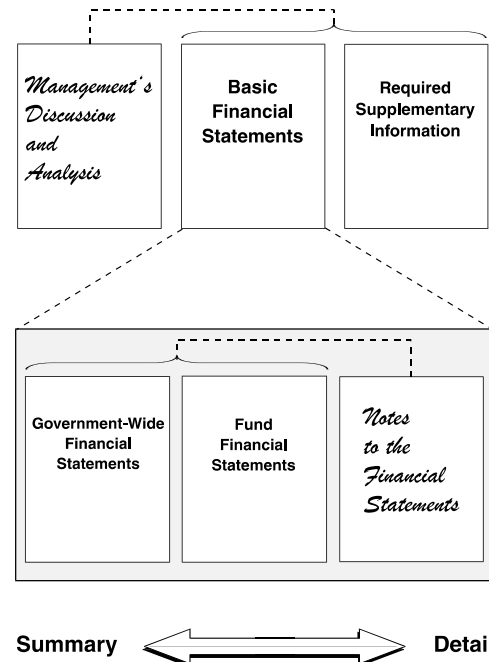 Management's
Discussion
and
Analysis
Basic
Financial
Statements
Required
Supplementary
Information
Government-Wide
Financial
Statements
Fund
Financial
Statements
Notes
to the
Financial
Statements
Summary
Detai